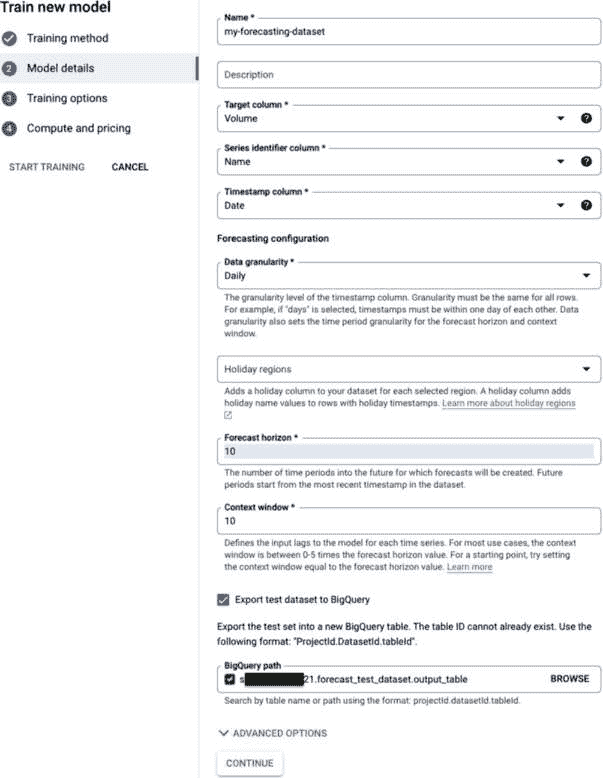 Train new model
Training method
2 Model details
3 Training options
4 Compute and pricing
START TRAINING CANCEL
Name *
my-forecasting-dataset
Description
Target column *
Volume
Series identifier column *
Name
Timestamp column *
Date
Forecasting configuration
Data granularity *
Daily
The granularity level of the timestamp column. Granularity must be the same for all rows.
For example, if "days" is selected, timestamps must be within one day of each other. Data
granularity also sets the time period granularity for the forecast horizon and context
window.
Holiday regions
Adds a holiday column to your dataset for each selected region. A holiday column adds
holiday name values to rows with holiday timestamps. Learn more about holiday regions
Forecast horizon *
10
The number of time periods into the future for which forecasts will be created. Future
periods start from the most recent timestamp in the dataset.
Context window *
10
Defines the input lags to the model for each time series. For most use cases, the context
window is between 0-5 times the forecast horizon value. For a starting point, try setting
the context window equal to the forecast horizon value. Learn more
Export test dataset to BigQuery
Export the test set into a new BigQuery table. The table ID cannot already exist. Use the
following format: "ProjectId.DatasetId.tableId".
BigQuery path
s 21.forecast_test_dataset.output_table BROWSE
Search by table name or path using the format: projectId.datasetId.tableId.
ADVANCED OPTIONS
CONTINUE